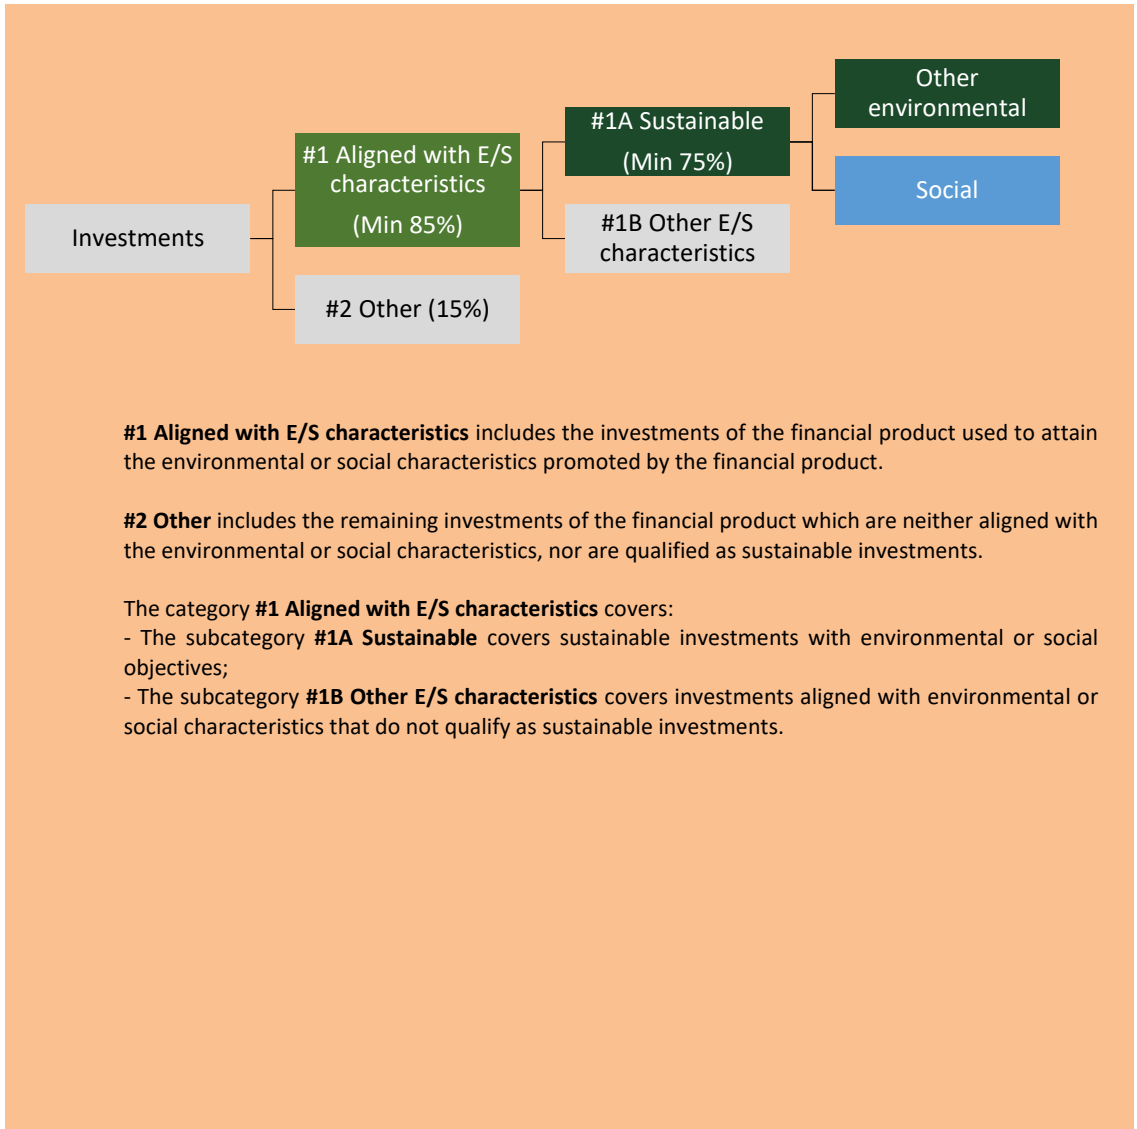 Investments
#1 Aligned with E/S
characteristics
(Min 85%)
#2 Other (15%)
#1A Sustainable
(Min 75%)
#1B Other E/S
characteristics
Other
environmental
Social
#1 Aligned with E/S characteristics includes the investments of the financial product used to attain
the environmental or social characteristics promoted by the financial product.
#2 Other includes the remaining investments of the financial product which are neither aligned with
the environmental or social characteristics, nor are qualified as sustainable investments.
The category #1 Aligned with E/S characteristics covers:
- The subcategory #1A Sustainable covers sustainable investments with environmental or social
objectives;
- The subcategory #1B Other E/S characteristics covers investments aligned with environmental or
social characteristics that do not qualify as sustainable investments.